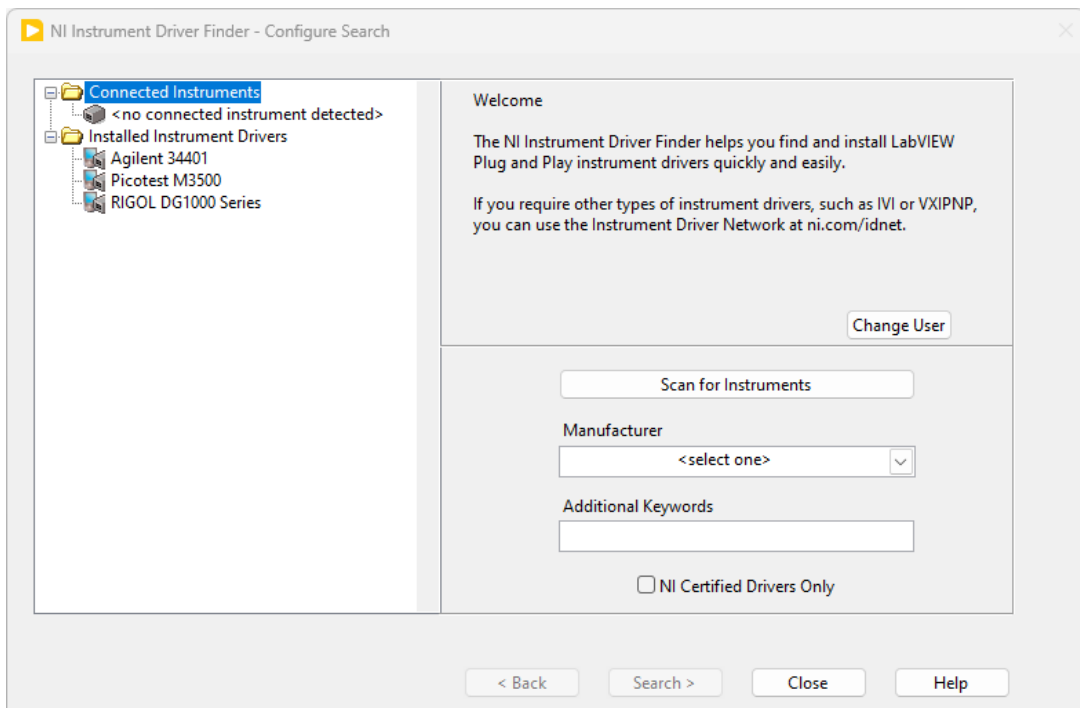 NI Instrument Driver Finder - Configure Search
Connected Instruments
<no connected instrument detected>
Installed Instrument Drivers
Agilent 34401
Picotest M3500
RIGOL DG1000 Series
Welcome
The NI Instrument Driver Finder helps you find and install LabVIEW
Plug and Play instrument drivers quickly and easily.
If you require other types of instrument drivers, such as IVI or VXIPNP,
you can use the Instrument Driver Network at ni.com/idnet.
Change User
Scan for Instruments
Manufacturer
<select one>
Additional Keywords
NI Certified Drivers Only
< Back
Search >
Close
Help